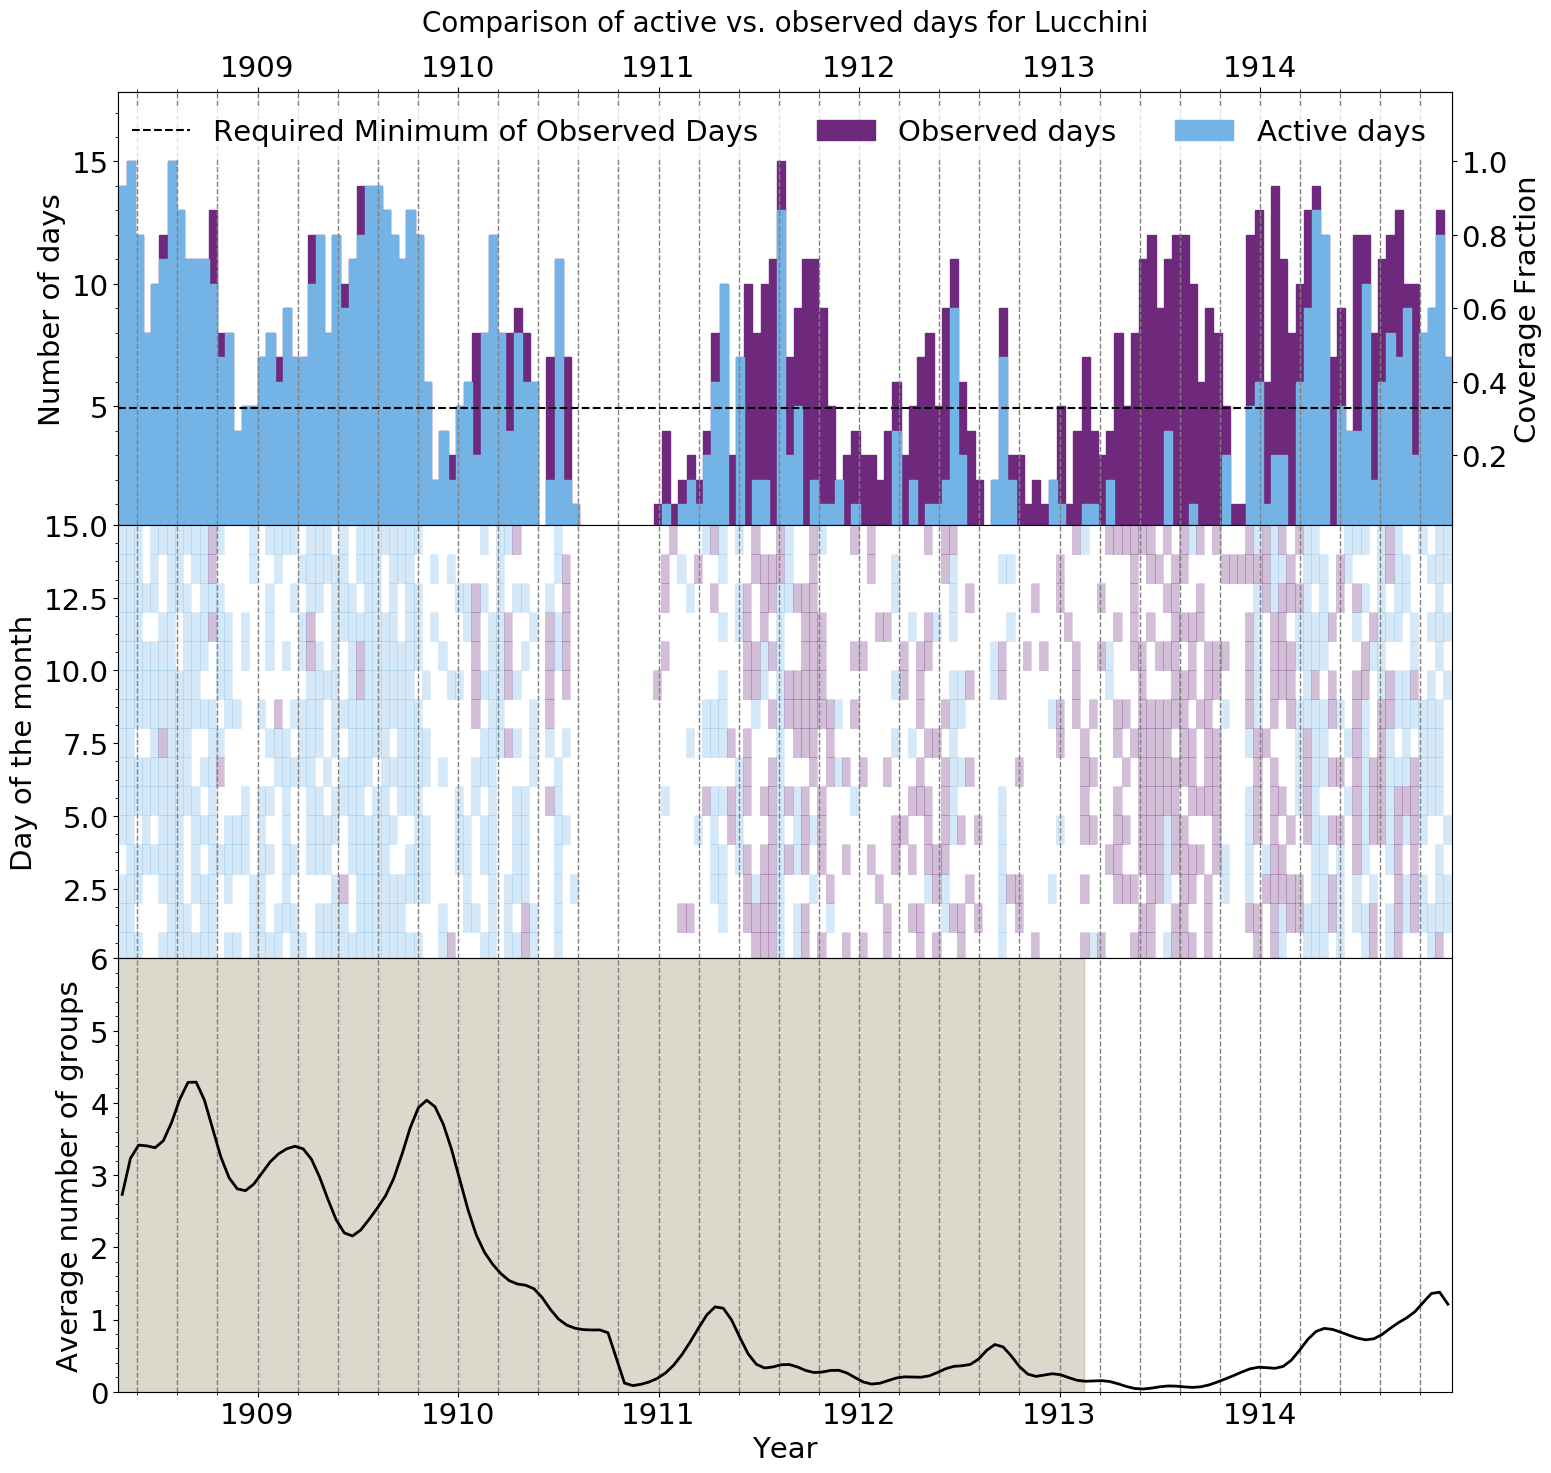 Comparison of active vs. observed days for Lucchini
1909 1910 1911 1912 1913 1914
Required Minimum of Observed Days Observed days Active days
Number of days
15
10
5
Coverage Fraction
1.0
0.8
0.6
0.4
0.2
Day of the month
15.0
12.5
10.0
7.5
5.0
2.5
Average number of groups
6
5
4
3
2
1
0
1909 1910 1911 1912 1913 1914
Year